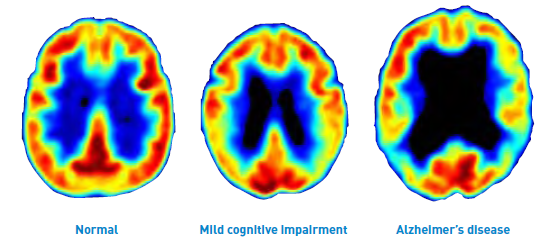 Normal
Mild cognitive impairment
Alzheimer's disease